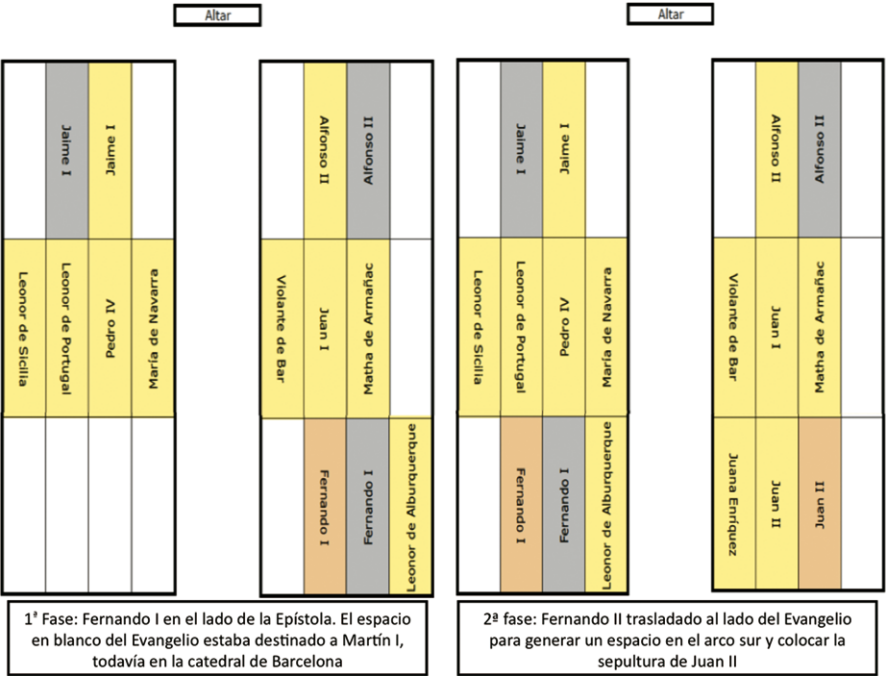 Altar
Jaime I
Jaime I
Leonor de Sicilia
Leonor de Portugal
Pedro IV
María de Navarra
Alfonso II
Alfonso II
Violante de Bar
Juan I
Matha de Armañac
Fernando I
Fernando I
Leonor de Alburquerque
1ª Fase: Fernando I en el lado de la Epístola. El espacio
en blanco del Evangelio estaba destinado a Martín I,
todavía en la catedral de Barcelona
Altar
Jaime I
Jaime I
Leonor de Sicilia
Leonor de Portugal
Pedro IV
María de Navarra
Fernando I
Fernando I
Leonor de Alburquerque
Alfonso II
Alfonso II
Violante de Bar
Juan I
Matha de Armañac
Juana Enríquez
Juan II
Juan II
2ª fase: Fernando II trasladado al lado del Evangelio
para generar un espacio en el arco sur y colocar la
sepultura de Juan II